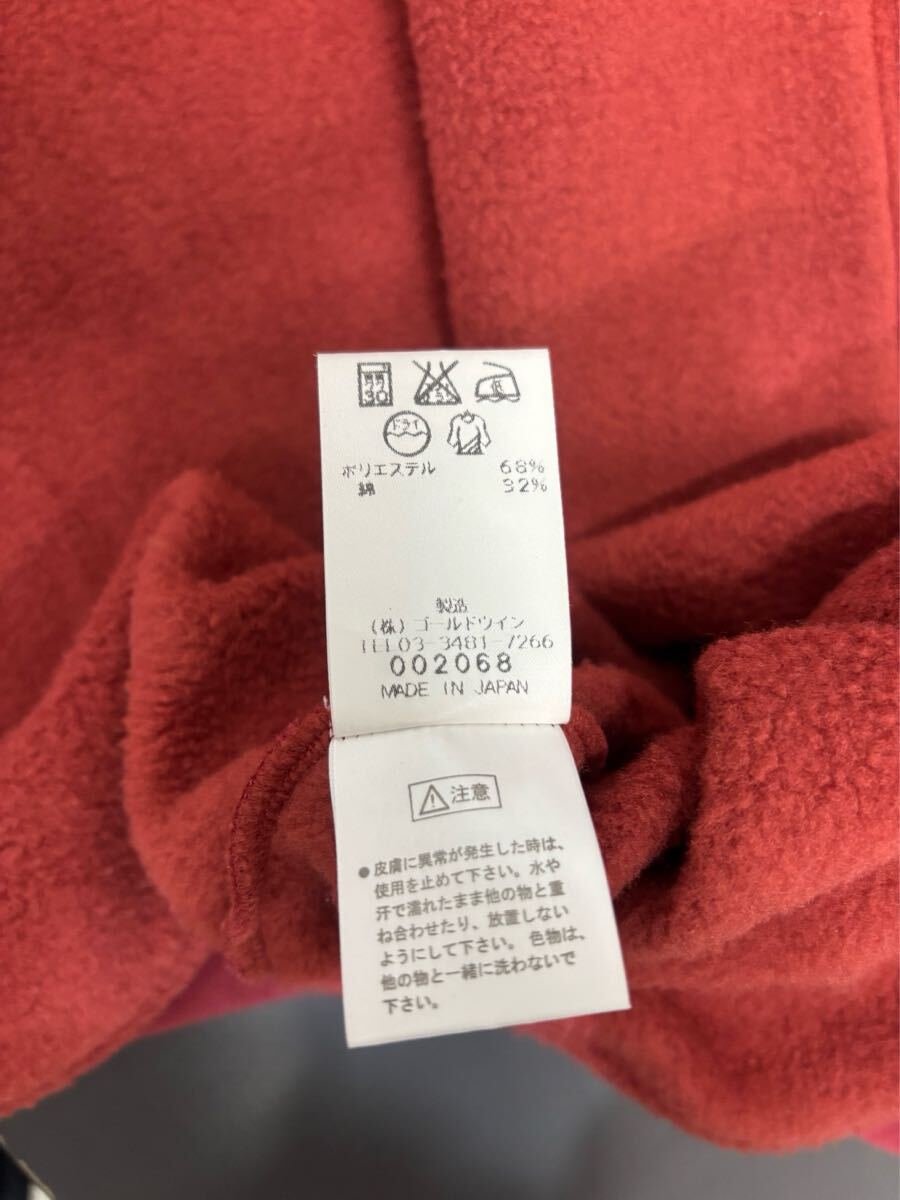 30
低
ドライ
ポリエステル 68%
綿 32%
製造
(株)ゴールドウイン
TEL03-3481-7266
002068
MADE IN JAPAN
注意
●皮膚に異常が発生した時は、
使用を止めて下さい。水や
汗で濡れたまま他の物と重
ね合わせたり、放置しない
ようにして下さい。色物は、
他の物と一緒に洗わないで
下さい。